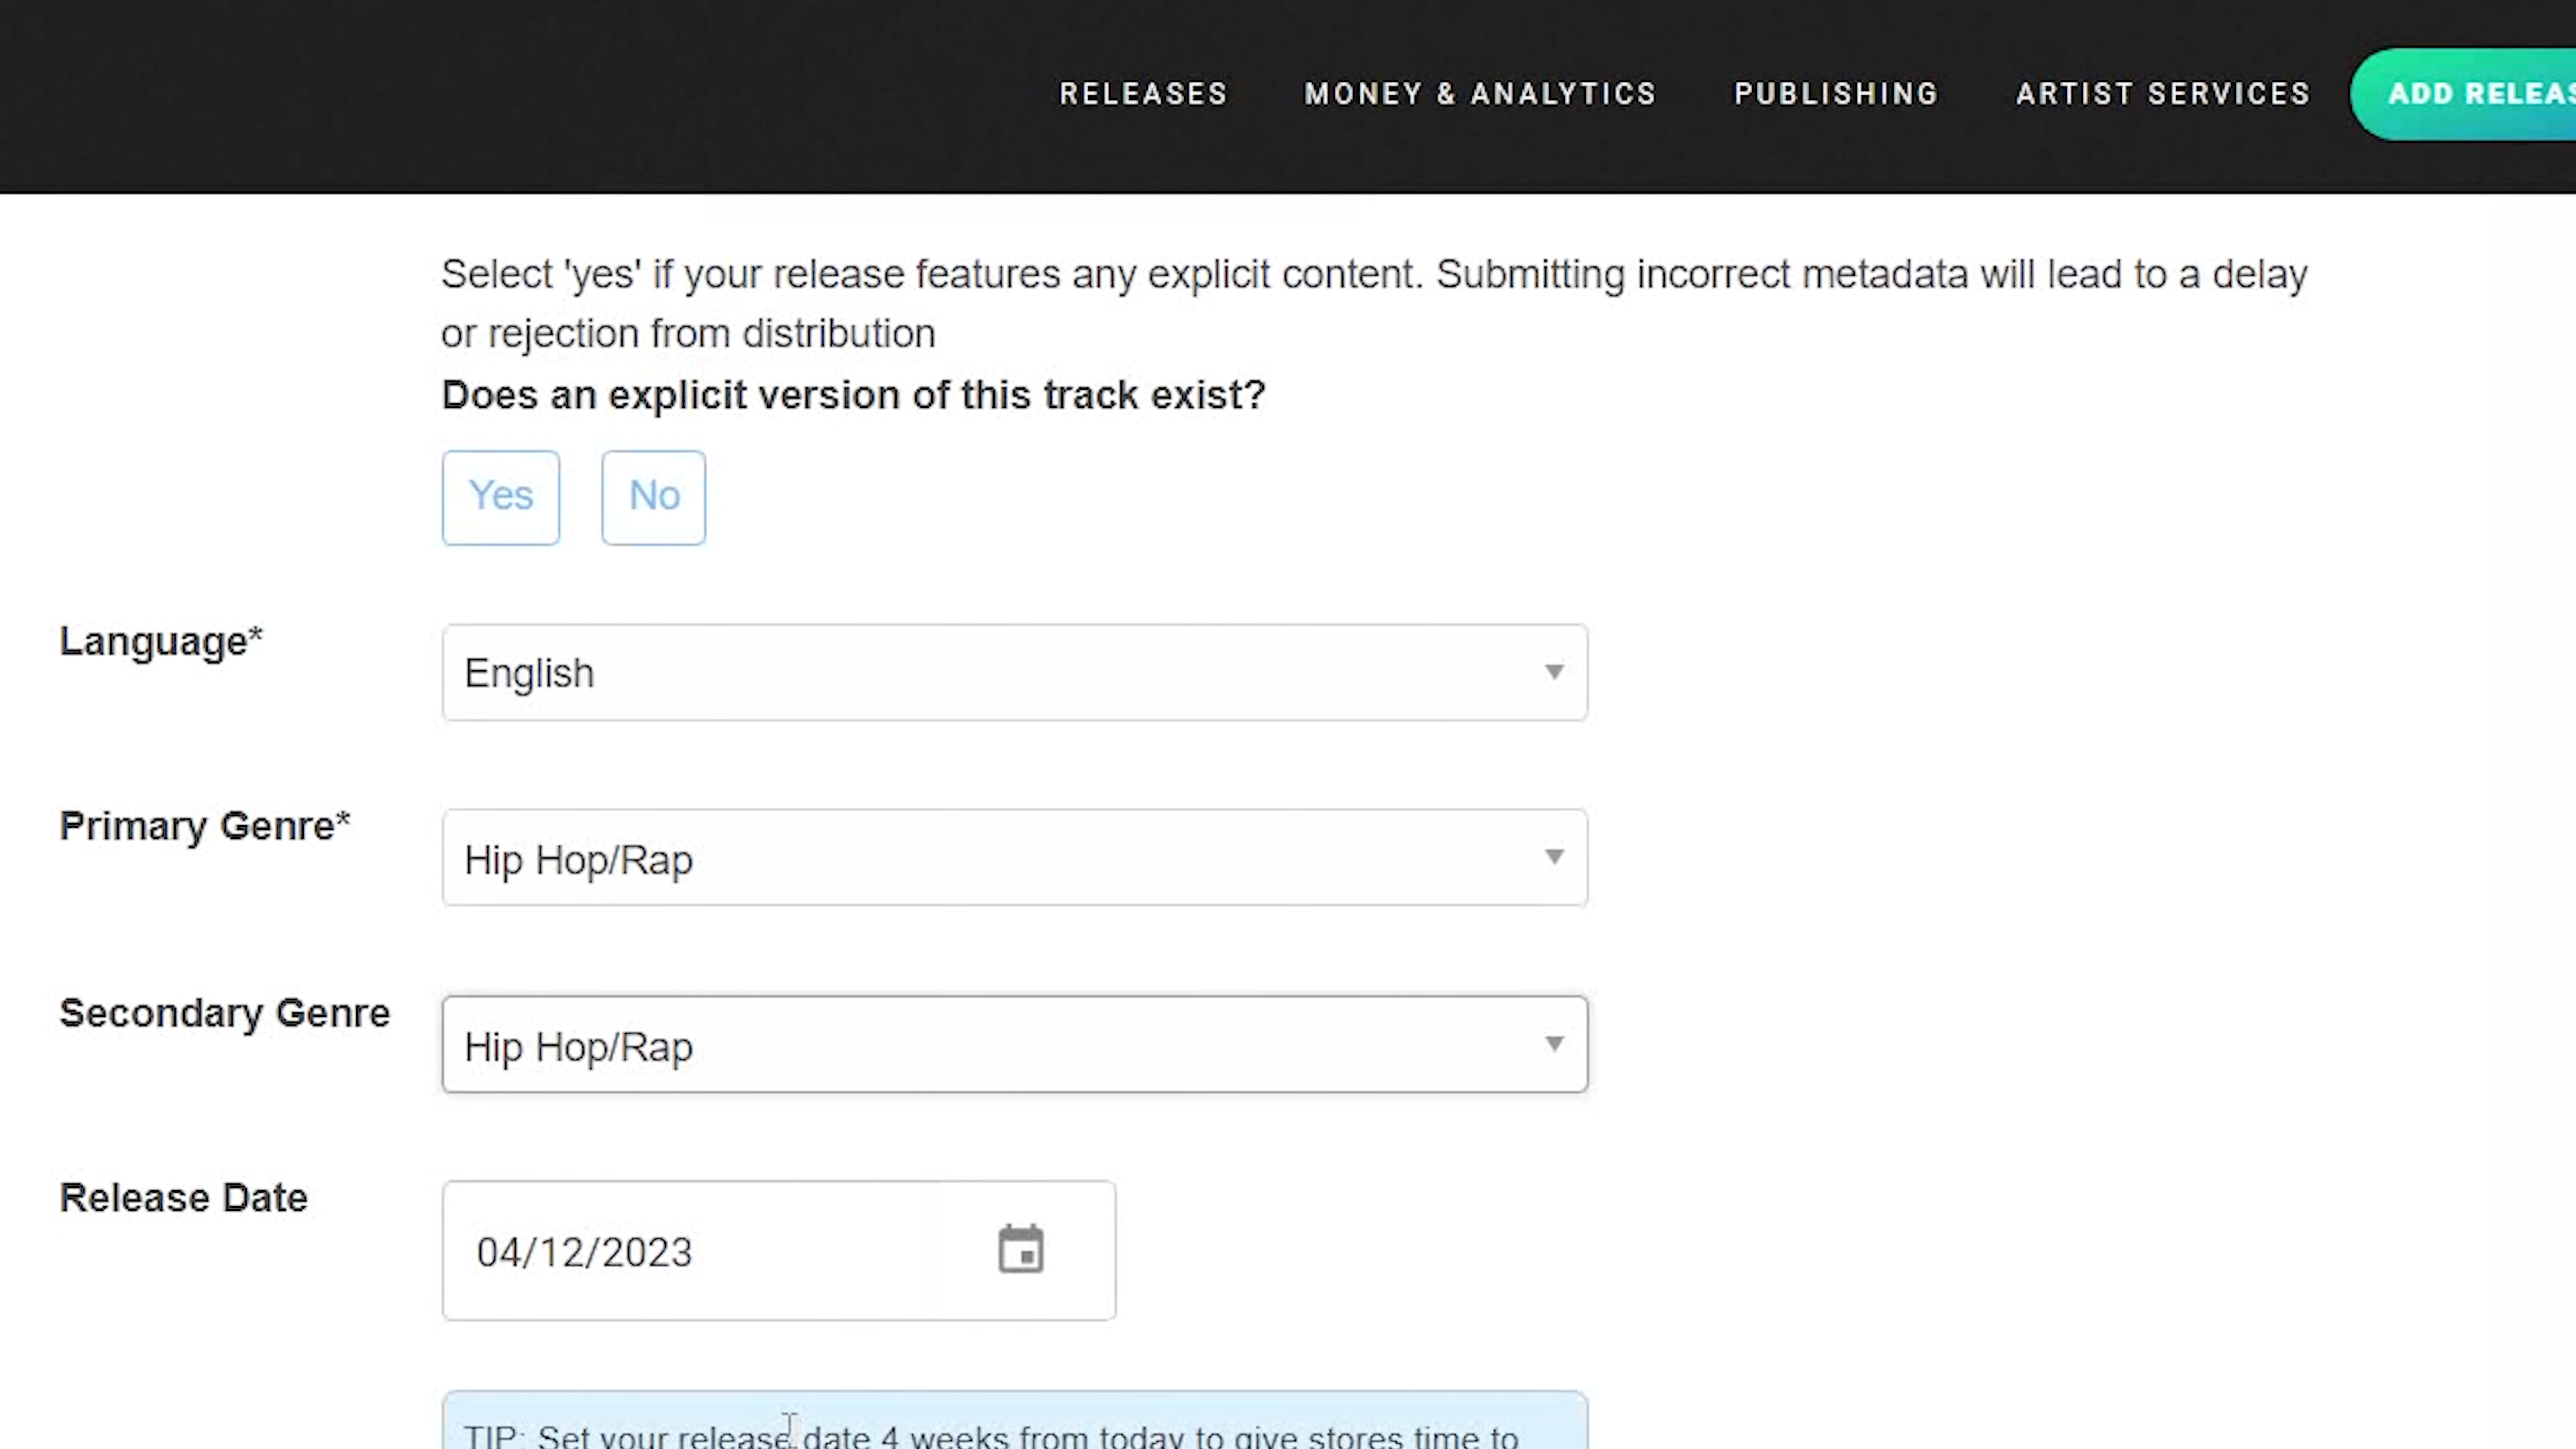 RELEASES MONEY & ANALYTICS PUBLISHING ARTIST SERVICES ADD RELEAS
Select 'yes' if your release features any explicit content. Submitting incorrect metadata will lead to a delay
or rejection from distribution
Does an explicit version of this track exist?
Yes No
Language* English
Primary Genre* Hip Hop/Rap
Secondary Genre Hip Hop/Rap
Release Date 04/12/2023
TIP: Set your release date 4 weeks from today to give stores time to